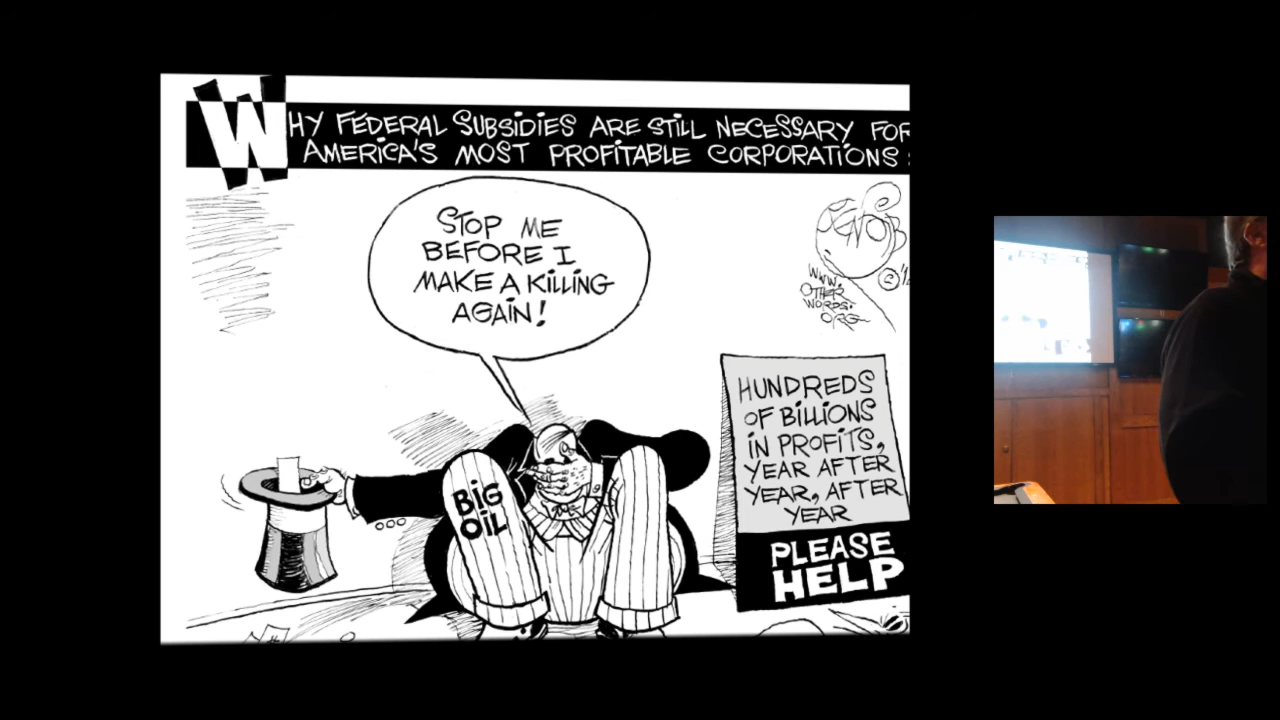 WHY FEDERAL SUBSIDIES ARE STILL NECESSARY FOR
AMERICA'S MOST PROFITABLE CORPORATIONS:
STOP ME
BEFORE I
MAKE A KILLING
AGAIN!
WWW.
OTHER
WORDS.
ORG
©
BIG
OIL
HUNDREDS
OF BILLIONS
IN PROFITS,
YEAR AFTER
YEAR, AFTER
YEAR
PLEASE
HELP